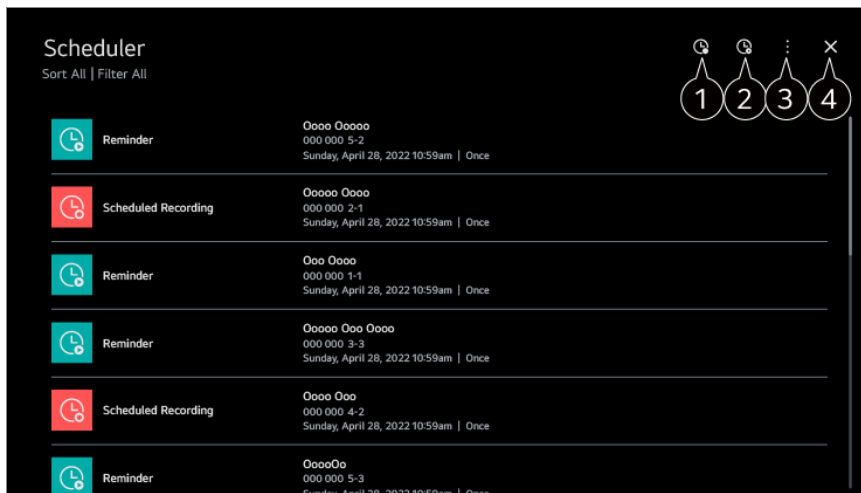 Scheduler
Sort All | Filter All
1 2 3 4
Reminder
Oooo Ooooo
000 000 5-2
Sunday, April 28, 2022 10:59am | Once
Scheduled Recording
Ooooo Oooo
000 000 2-1
Sunday, April 28, 2022 10:59am | Once
Reminder
Ooo Oooo
000 000 1-1
Sunday, April 28, 2022 10:59am | Once
Reminder
Ooooo Ooo Oooo
000 000 3-3
Sunday, April 28, 2022 10:59am | Once
Scheduled Recording
Oooo Ooo
000 000 4-2
Sunday, April 28, 2022 10:59am | Once
Reminder
OoooOo
000 000 5-3